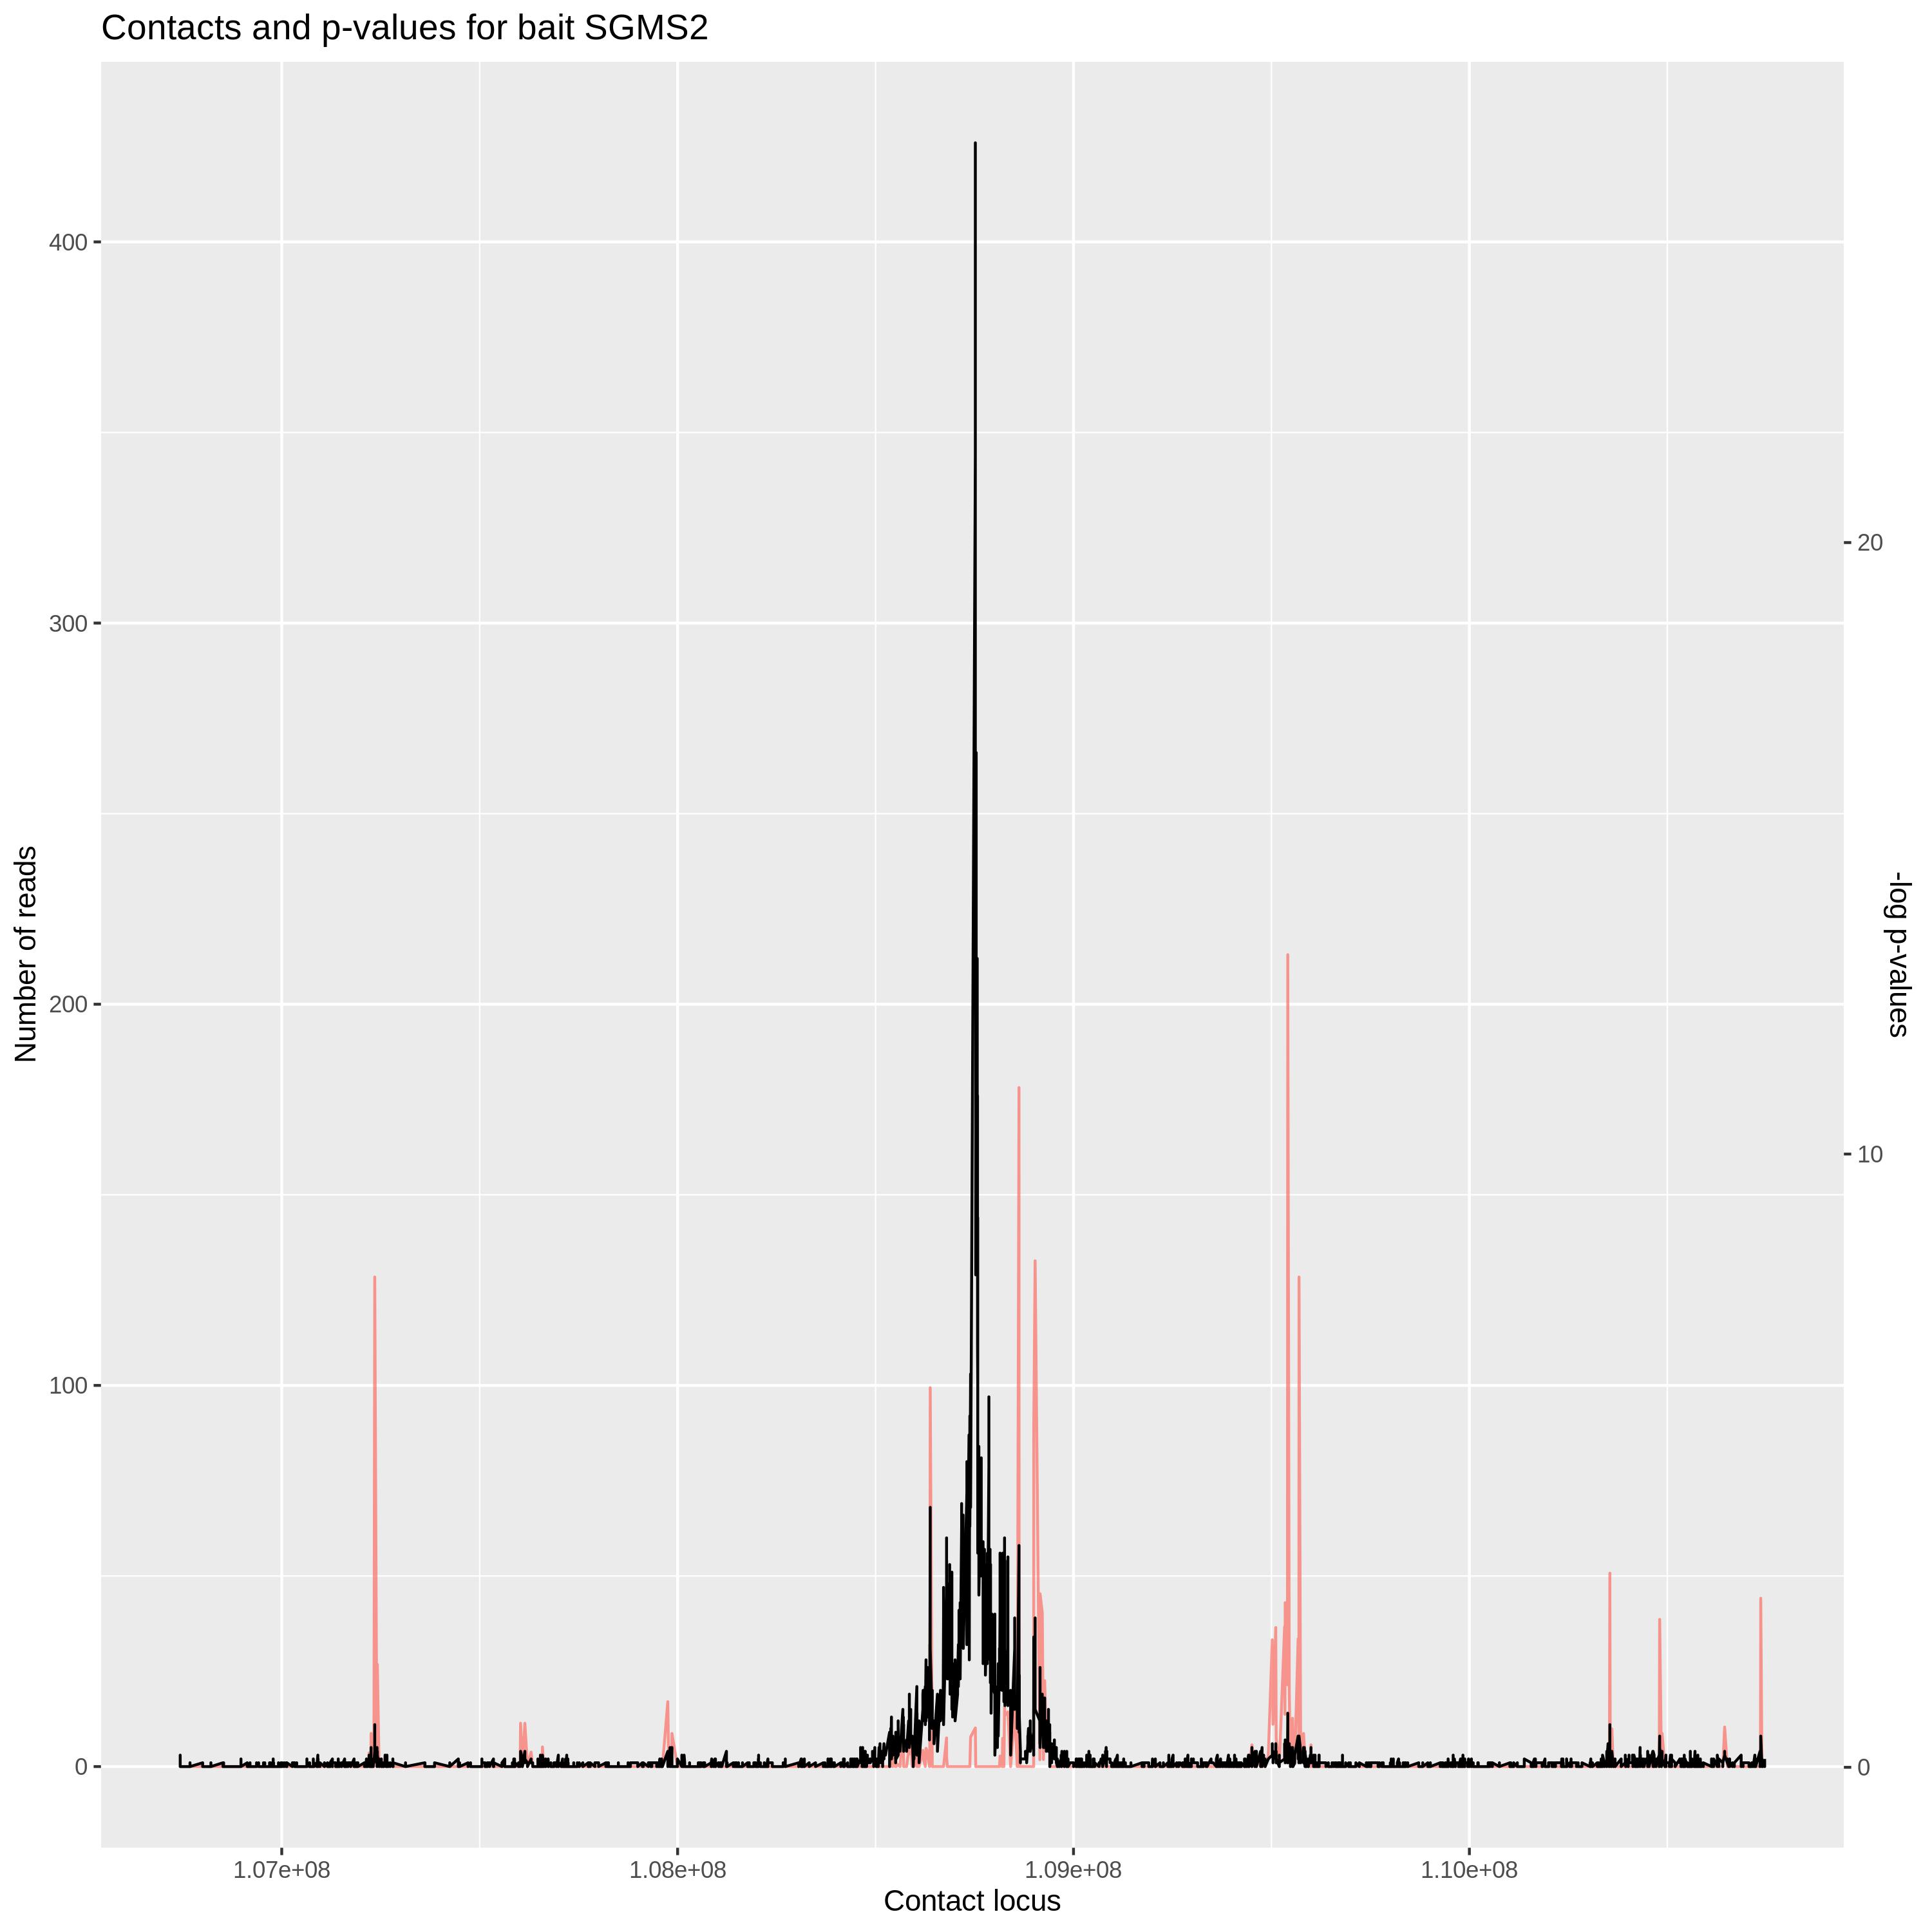 Contacts and p-values for bait SGMS2
400
300
200
100
0
Number of reads
20
10
0
-log p-values
1.07e+08
1.08e+08
1.09e+08
1.10e+08
Contact locus